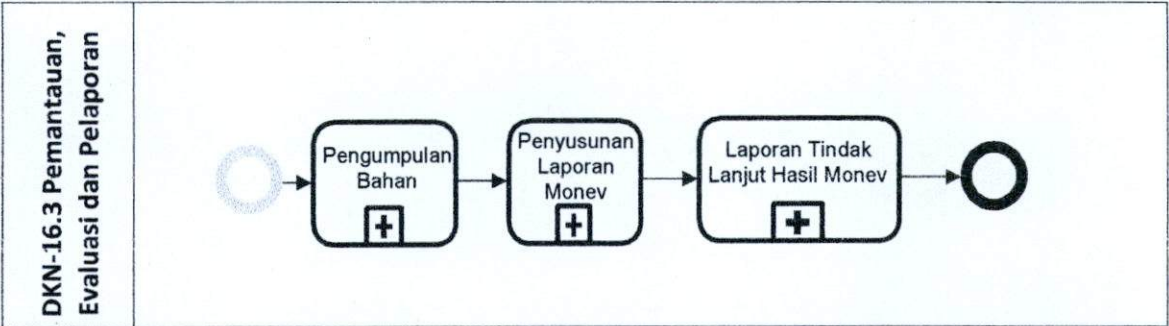 DKN-16.3 Pemantauan,
Evaluasi dan Pelaporan
Pengumpulan
Bahan
Penyusunan
Laporan
Monev
Laporan Tindak
Lanjut Hasil Monev